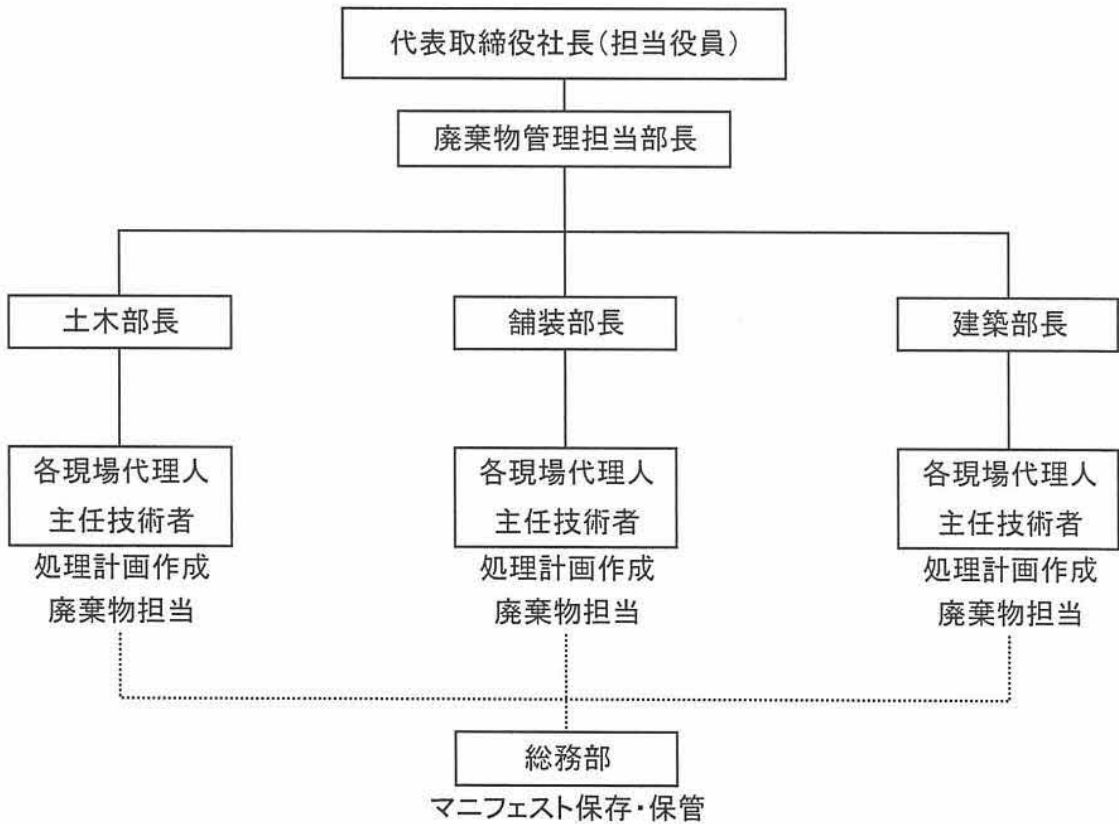 代表取締役社長(担当役員)
廃棄物管理担当部長
土木部長
舗装部長
建築部長
各現場代理人
主任技術者
処理計画作成
廃棄物担当
各現場代理人
主任技術者
処理計画作成
廃棄物担当
各現場代理人
主任技術者
処理計画作成
廃棄物担当
総務部
マニフェスト保存・保管